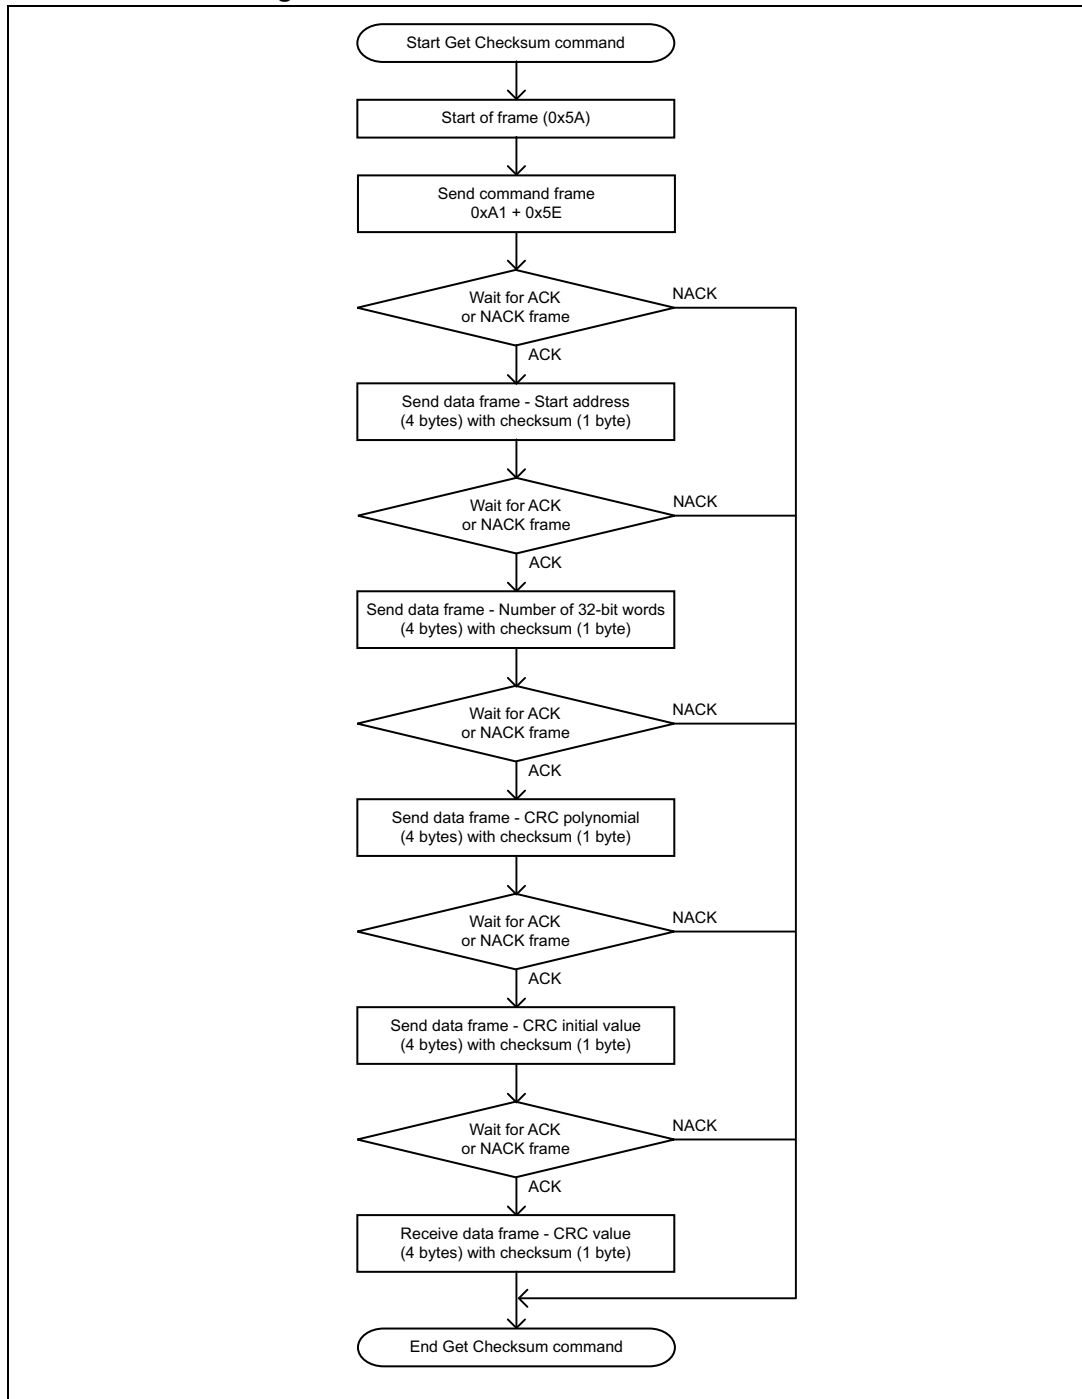 Start Get Checksum command
Start of frame (0x5A)
Send command frame
0xA1 + 0x5E
Wait for ACK
or NACK frame
NACK
ACK
Send data frame - Start address
(4 bytes) with checksum (1 byte)
Wait for ACK
or NACK frame
NACK
ACK
Send data frame - Number of 32-bit words
(4 bytes) with checksum (1 byte)
Wait for ACK
or NACK frame
NACK
ACK
Send data frame - CRC polynomial
(4 bytes) with checksum (1 byte)
Wait for ACK
or NACK frame
NACK
ACK
Send data frame - CRC initial value
(4 bytes) with checksum (1 byte)
Wait for ACK
or NACK frame
NACK
ACK
Receive data frame - CRC value
(4 bytes) with checksum (1 byte)
End Get Checksum command